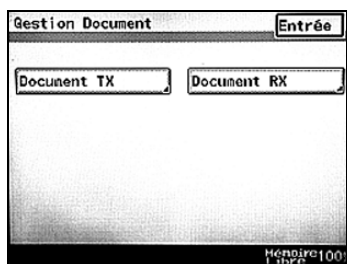 Gestion Document
Entrée
Document TX
Document RX
Mémoire
Libre 100%